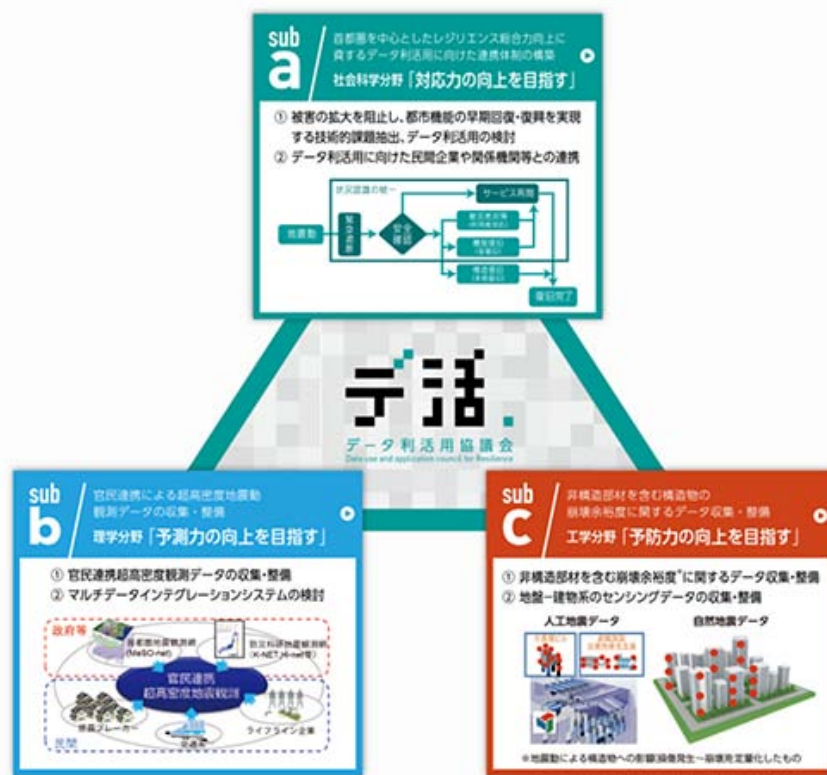 sub
a
首都圏を中心としたレジリエンス総合力向上に
資するデータ利活用に向けた連携体制の構築
社会科学分野「対応力の向上を目指す」
① 被害の拡大を阻止し、都市機能の早期回復・復興を実現
する技術的課題抽出、データ利活用の検討
② データ利活用に向けた民間企業や関係機関等との連携
状況認識の統一
サービス再開
地震動
緊急遮断
安全
確認
復旧完了
デ活.
データ利活用協議会
Data use and application council for Resilience
sub
b
官民連携による超高密度地震動
観測データの収集・整備
理学分野「予測力の向上を目指す」
① 官民連携超高密度観測データの収集・整備
② マルチデータインテグレーションシステムの検討
政府等
首都圏地震観測網
(MeSO-net)
防災科研地震観測網
(K-NET, Hi-net等)
官民連携
超高密度地震観測
感震ブレーカー
交通系
ライフライン企業
民間
sub
c
非構造部材を含む構造物の
崩壊余裕度に関するデータ収集・整備
工学分野「予防力の向上を目指す」
① 非構造部材を含む崩壊余裕度*に関するデータ収集・整備
② 地盤-建物系のセンシングデータの収集・整備
人工地震データ
自然地震データ
※地震動による構造物への影響(損傷発生～崩壊)を定量化したもの